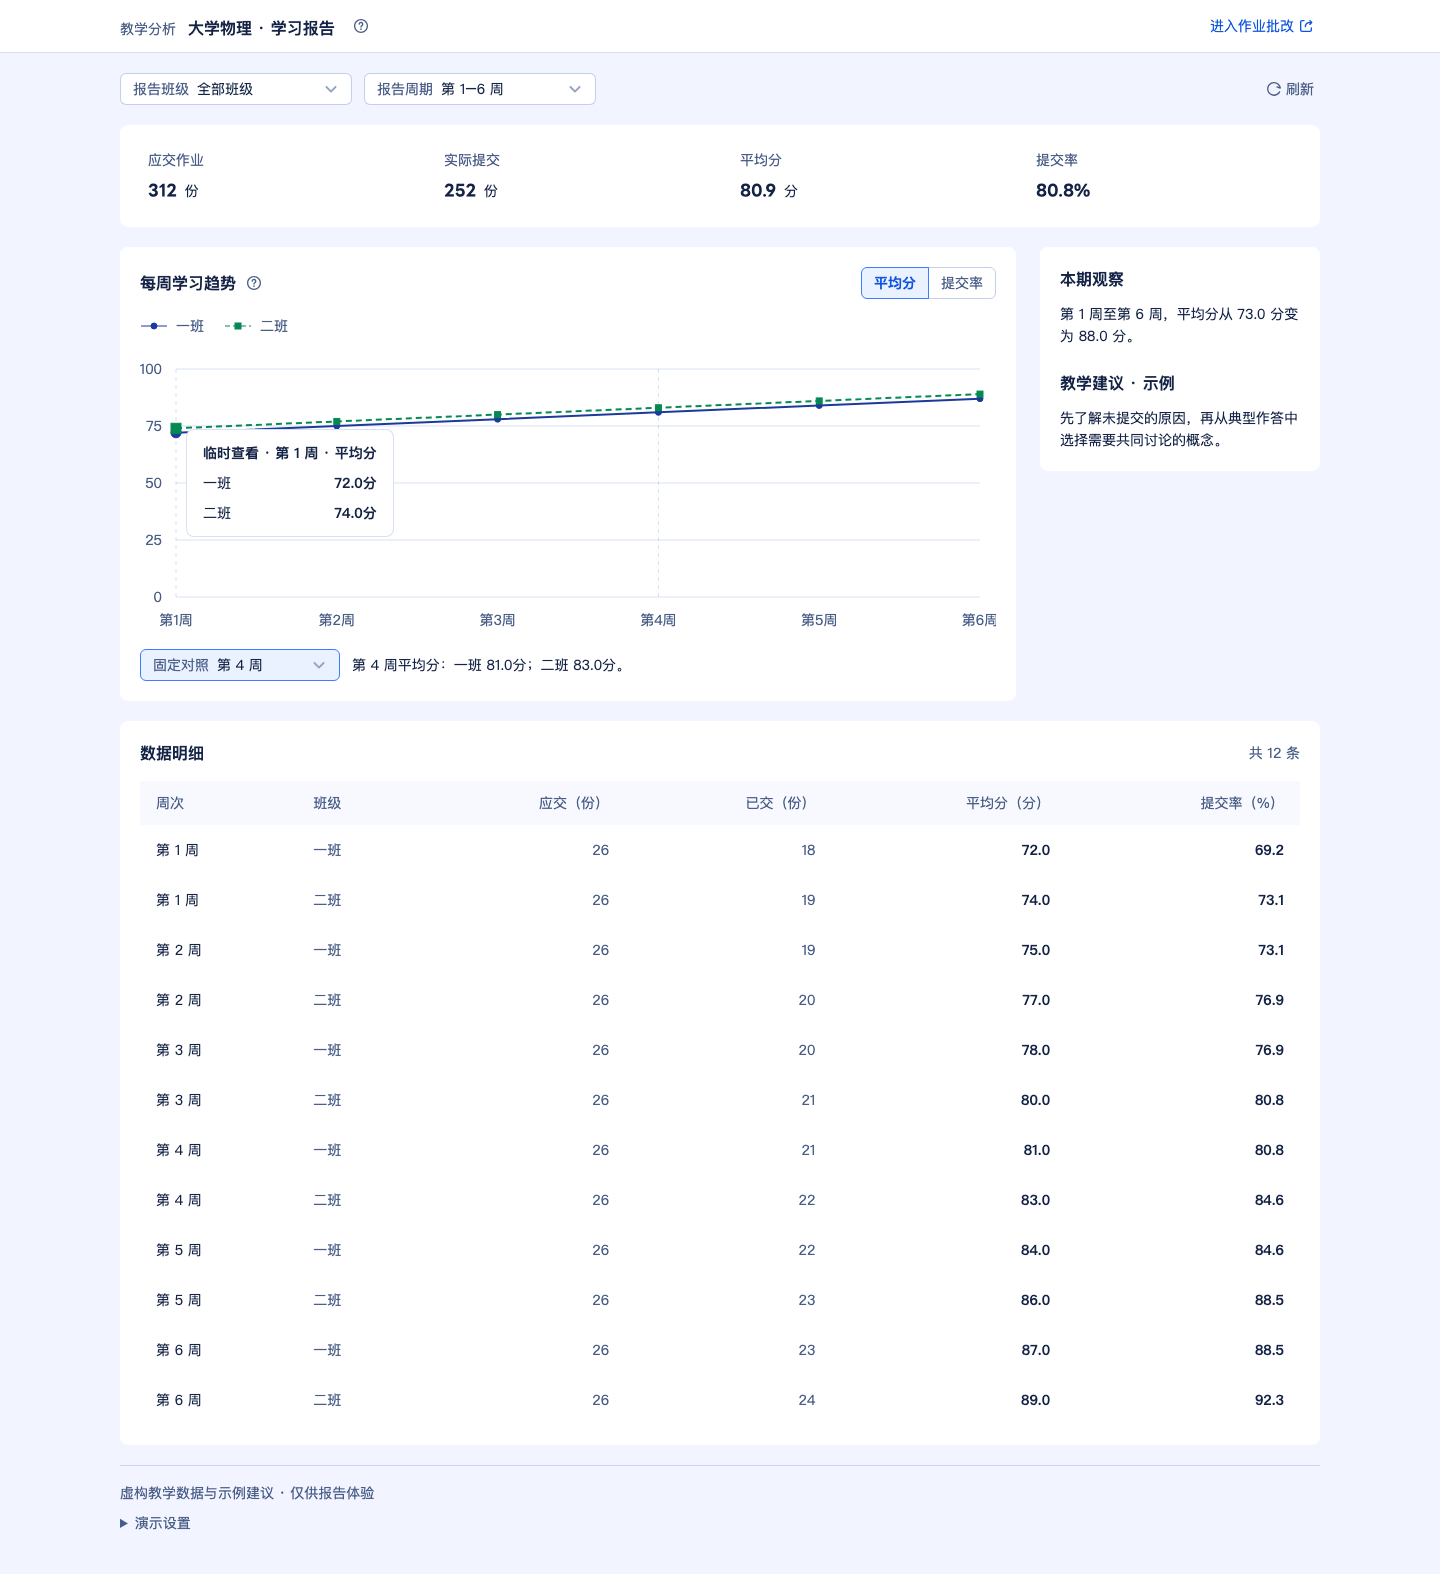 教学分析 大学物理 · 学习报告
进入作业批改
报告班级 全部班级
报告周期 第 1–6 周
刷新
应交作业
312 份
实际提交
252 份
平均分
80.9 分
提交率
80.8%
每周学习趋势
平均分 提交率
一班 二班
100
75
50
25
0
临时查看 · 第 1 周 · 平均分
一班 72.0分
二班 74.0分
第1周 第2周 第3周 第4周 第5周 第6周
固定对照 第 4 周
第 4 周平均分：一班 81.0分；二班 83.0分。
本期观察
第 1 周至第 6 周，平均分从 73.0 分变
为 88.0 分。
教学建议 · 示例
先了解未提交的原因，再从典型作答中
选择需要共同讨论的概念。
数据明细
共 12 条
周次 班级 应交（份） 已交（份） 平均分（分） 提交率（%）
第 1 周 一班 26 18 72.0 69.2
第 1 周 二班 26 19 74.0 73.1
第 2 周 一班 26 19 75.0 73.1
第 2 周 二班 26 20 77.0 76.9
第 3 周 一班 26 20 78.0 76.9
第 3 周 二班 26 21 80.0 80.8
第 4 周 一班 26 21 81.0 80.8
第 4 周 二班 26 22 83.0 84.6
第 5 周 一班 26 22 84.0 84.6
第 5 周 二班 26 23 86.0 88.5
第 6 周 一班 26 23 87.0 88.5
第 6 周 二班 26 24 89.0 92.3
虚构教学数据与示例建议 · 仅供报告体验
演示设置